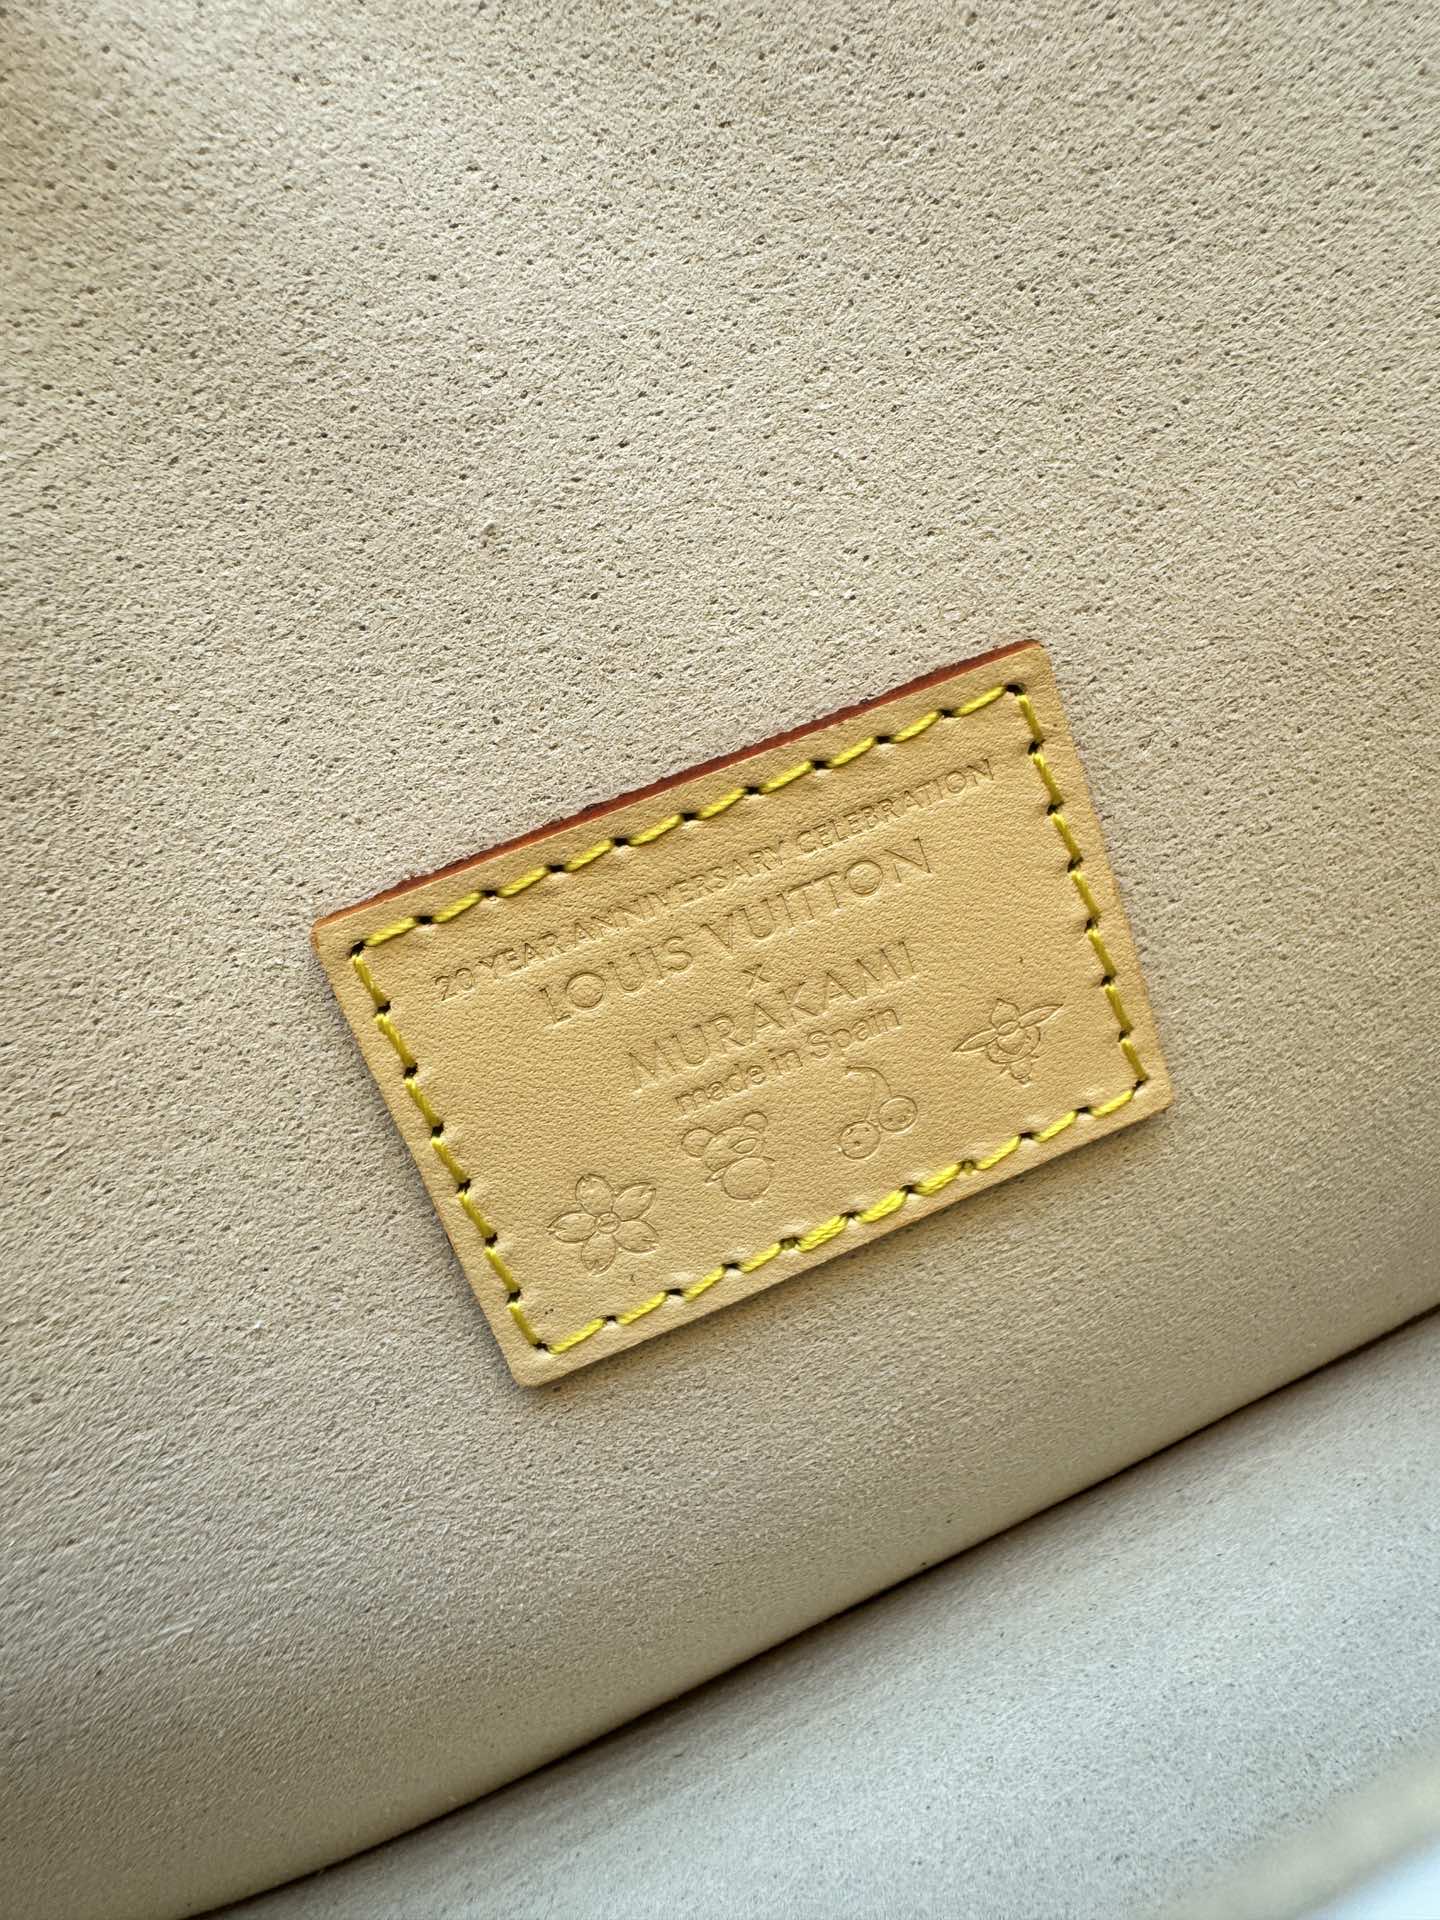 20 YEAR ANNIVERSARY CELEBRATION
LOUIS VUITTON
x
MURAKAMI
made in Spain